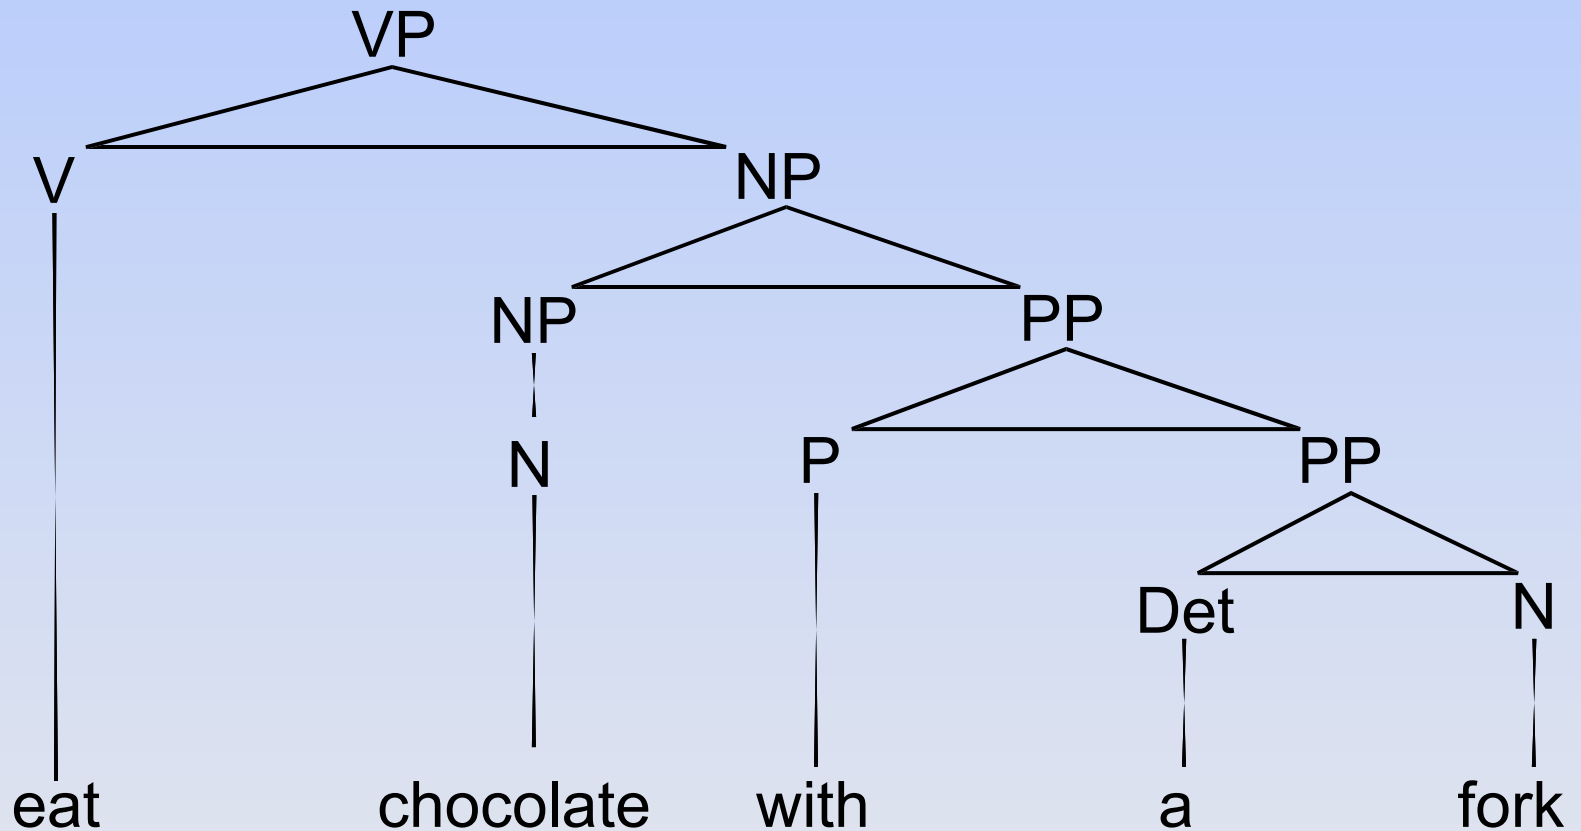 VP
V NP
NP PP
N P PP
Det N
eat chocolate with a fork